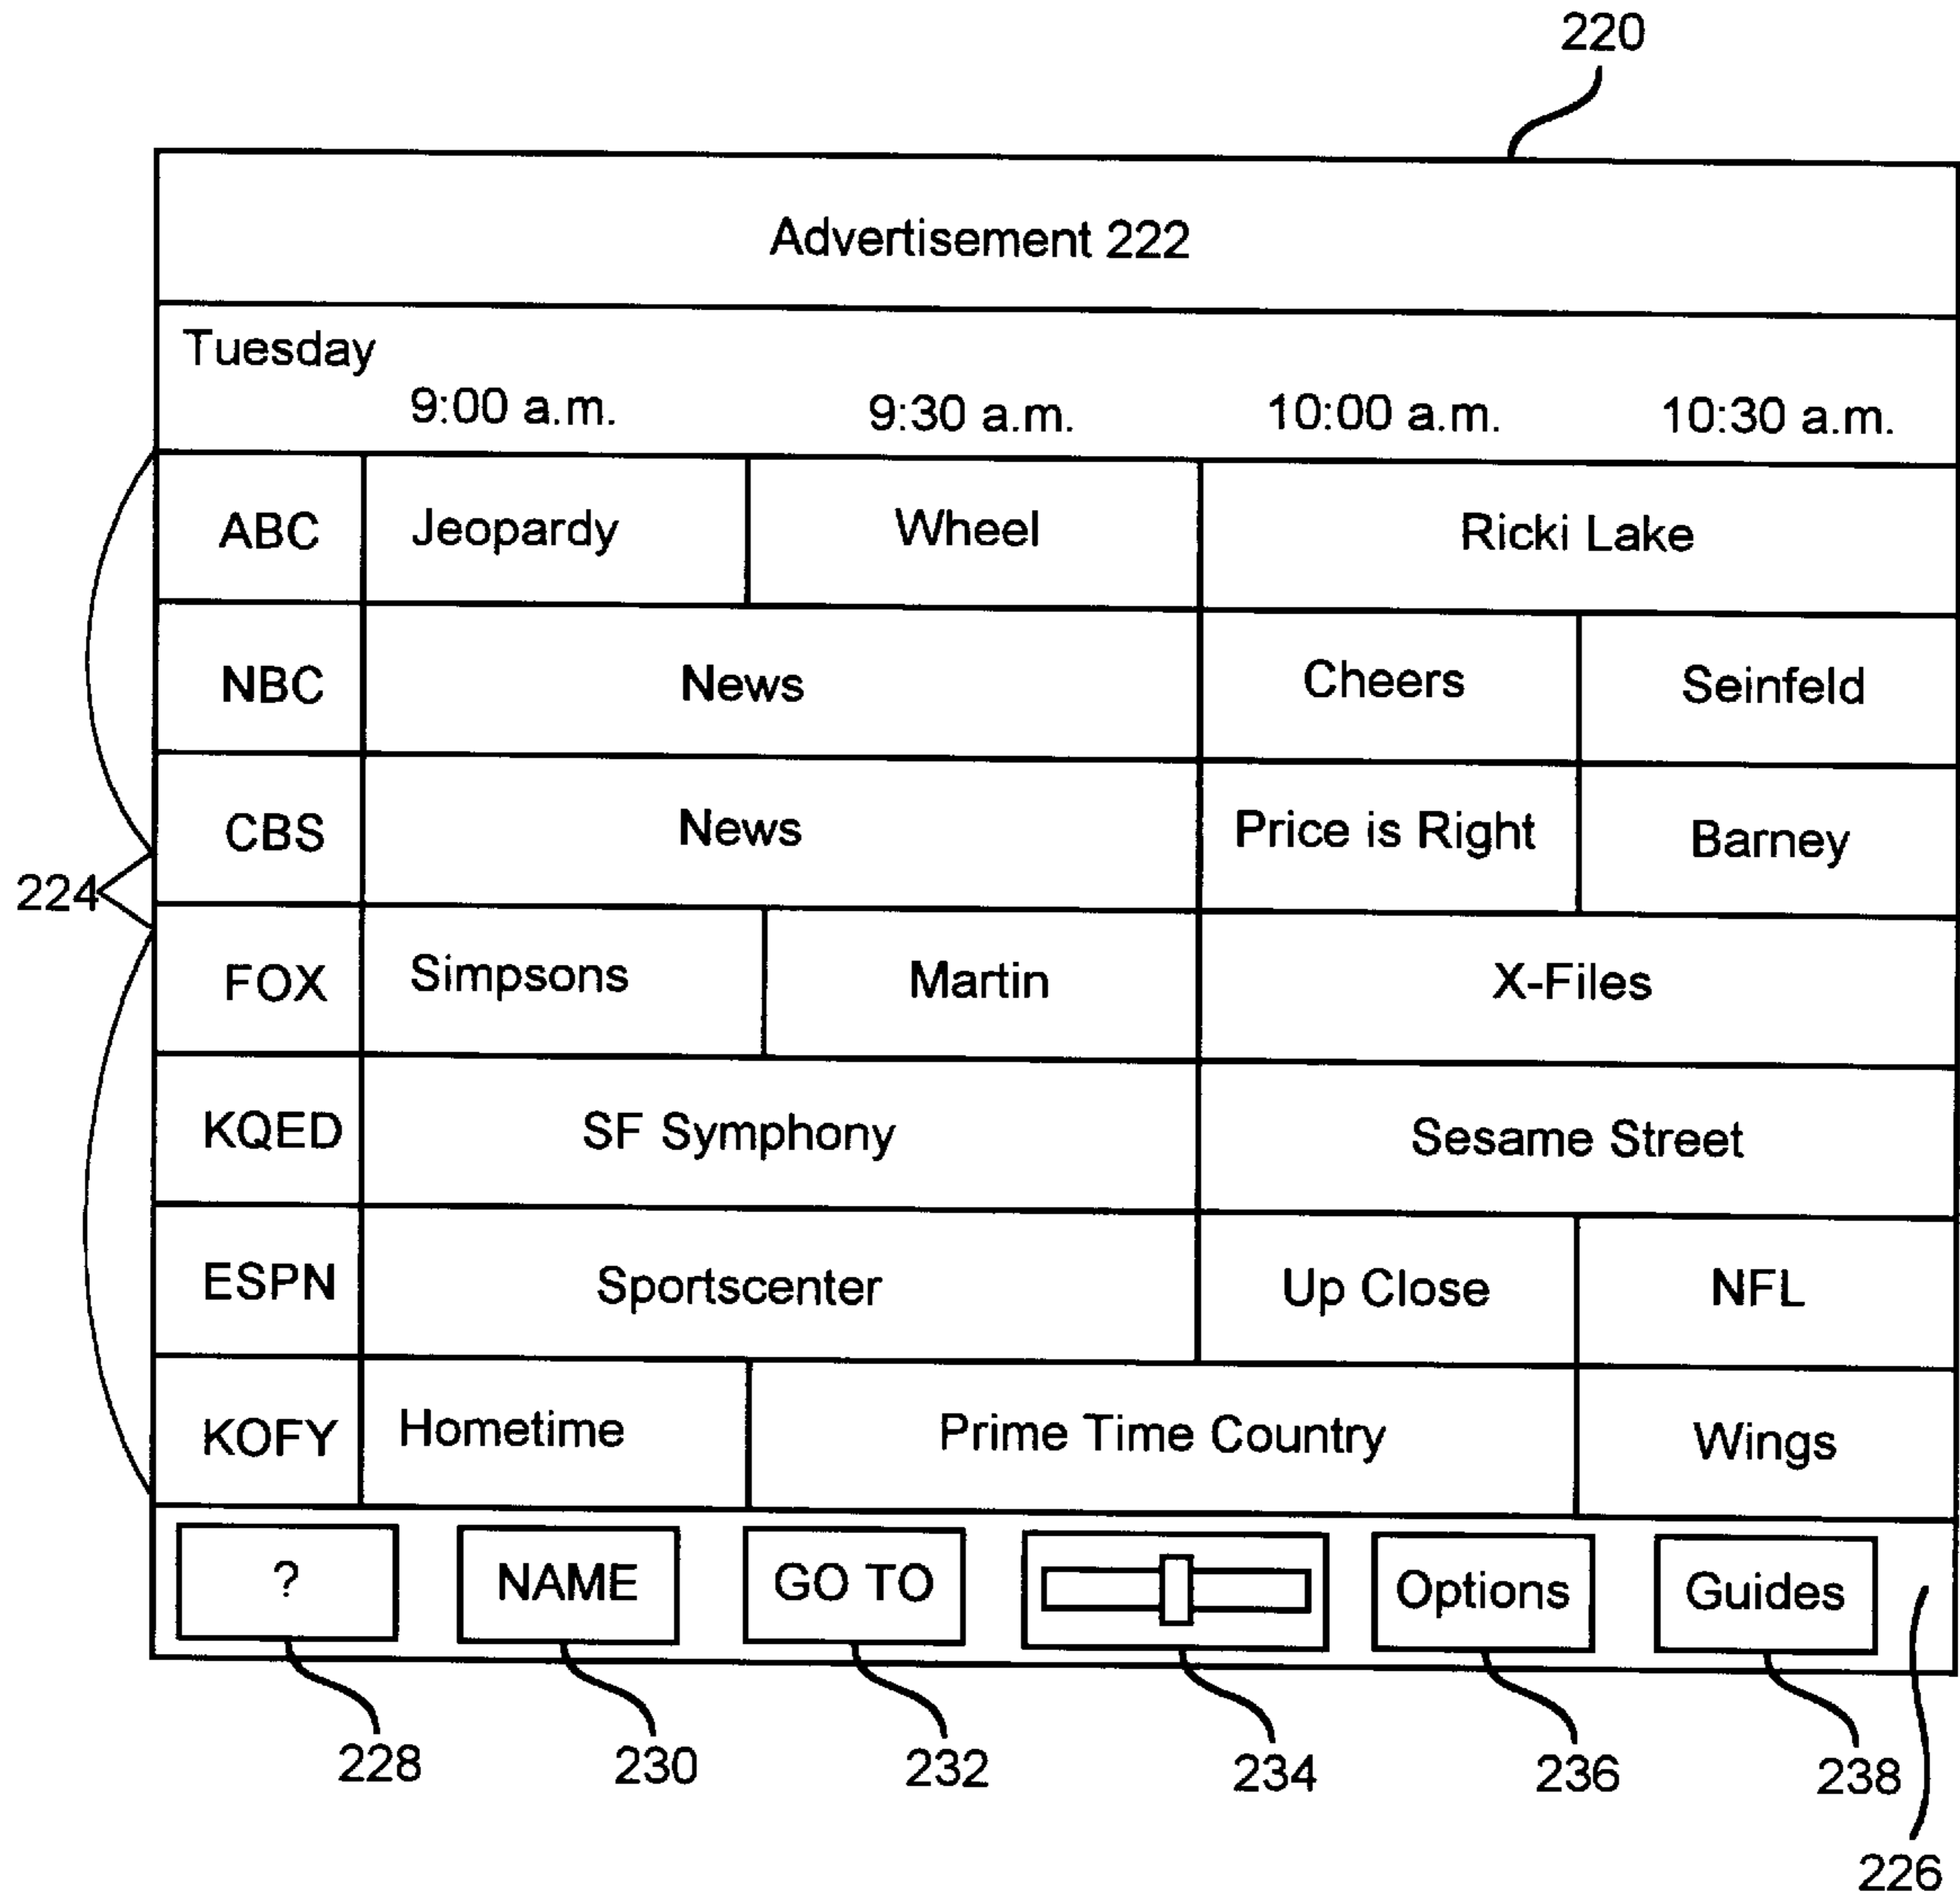 220
Advertisement 222
Tuesday
9:00 a.m. 9:30 a.m. 10:00 a.m. 10:30 a.m.
ABC Jeopardy Wheel Ricki Lake
NBC News Cheers Seinfeld
CBS News Price is Right Barney
224
FOX Simpsons Martin X-Files
KQED SF Symphony Sesame Street
ESPN Sportscenter Up Close NFL
KOFY Hometime Prime Time Country Wings
? NAME GO TO Options Guides
228 230 232 234 236 238
226